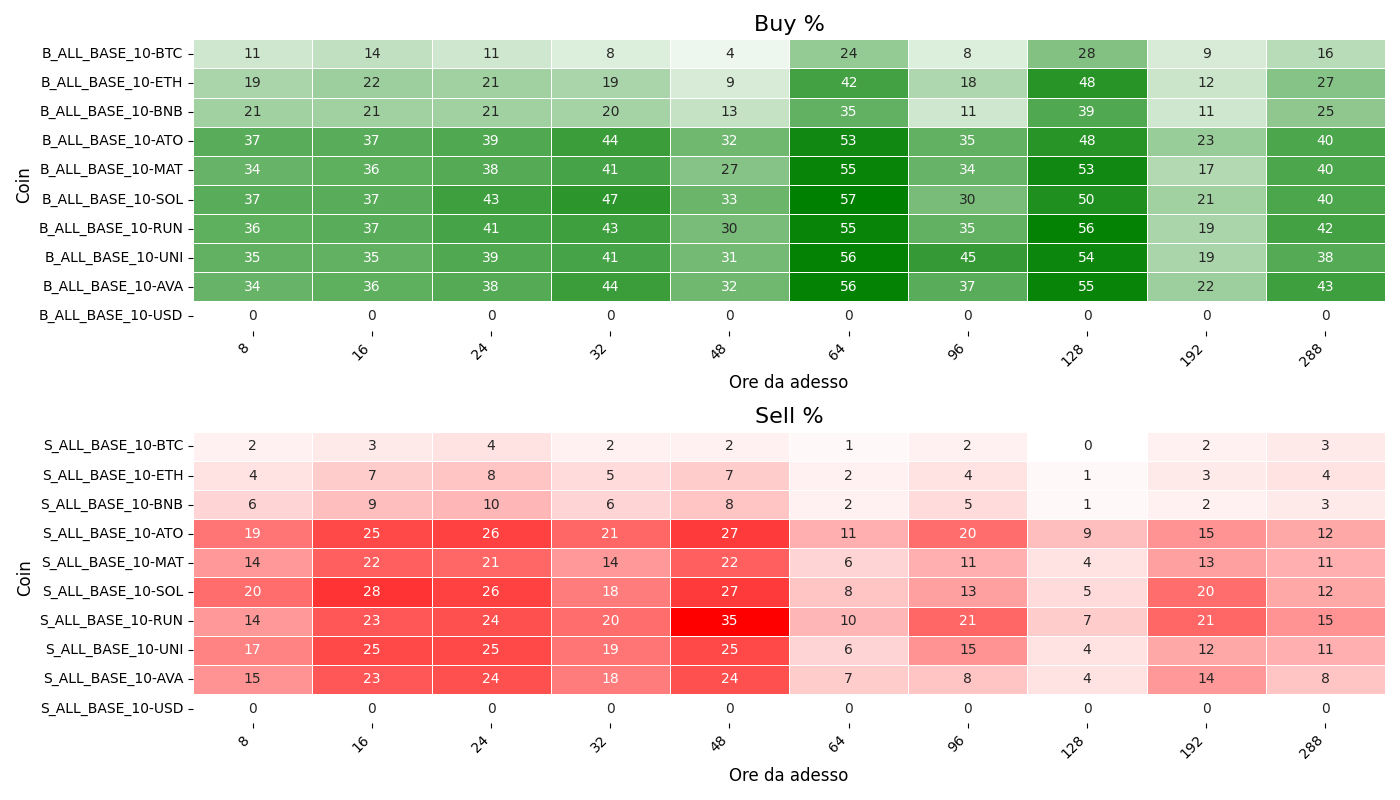 Buy %
Coin
B_ALL_BASE_10-BTC 11 14 11 8 4 24 8 28 9 16
B_ALL_BASE_10-ETH 19 22 21 19 9 42 18 48 12 27
B_ALL_BASE_10-BNB 21 21 21 20 13 35 11 39 11 25
B_ALL_BASE_10-ATO 37 37 39 44 32 53 35 48 23 40
B_ALL_BASE_10-MAT 34 36 38 41 27 55 34 53 17 40
B_ALL_BASE_10-SOL 37 37 43 47 33 57 30 50 21 40
B_ALL_BASE_10-RUN 36 37 41 43 30 55 35 56 19 42
B_ALL_BASE_10-UNI 35 35 39 41 31 56 45 54 19 38
B_ALL_BASE_10-AVA 34 36 38 44 32 56 37 55 22 43
B_ALL_BASE_10-USD 0 0 0 0 0 0 0 0 0 0
8 16 24 32 48 64 96 128 192 288
Ore da adesso
Sell %
Coin
S_ALL_BASE_10-BTC 2 3 4 2 2 1 2 0 2 3
S_ALL_BASE_10-ETH 4 7 8 5 7 2 4 1 3 4
S_ALL_BASE_10-BNB 6 9 10 6 8 2 5 1 2 3
S_ALL_BASE_10-ATO 19 25 26 21 27 11 20 9 15 12
S_ALL_BASE_10-MAT 14 22 21 14 22 6 11 4 13 11
S_ALL_BASE_10-SOL 20 28 26 18 27 8 13 5 20 12
S_ALL_BASE_10-RUN 14 23 24 20 35 10 21 7 21 15
S_ALL_BASE_10-UNI 17 25 25 19 25 6 15 4 12 11
S_ALL_BASE_10-AVA 15 23 24 18 24 7 8 4 14 8
S_ALL_BASE_10-USD 0 0 0 0 0 0 0 0 0 0
8 16 24 32 48 64 96 128 192 288
Ore da adesso